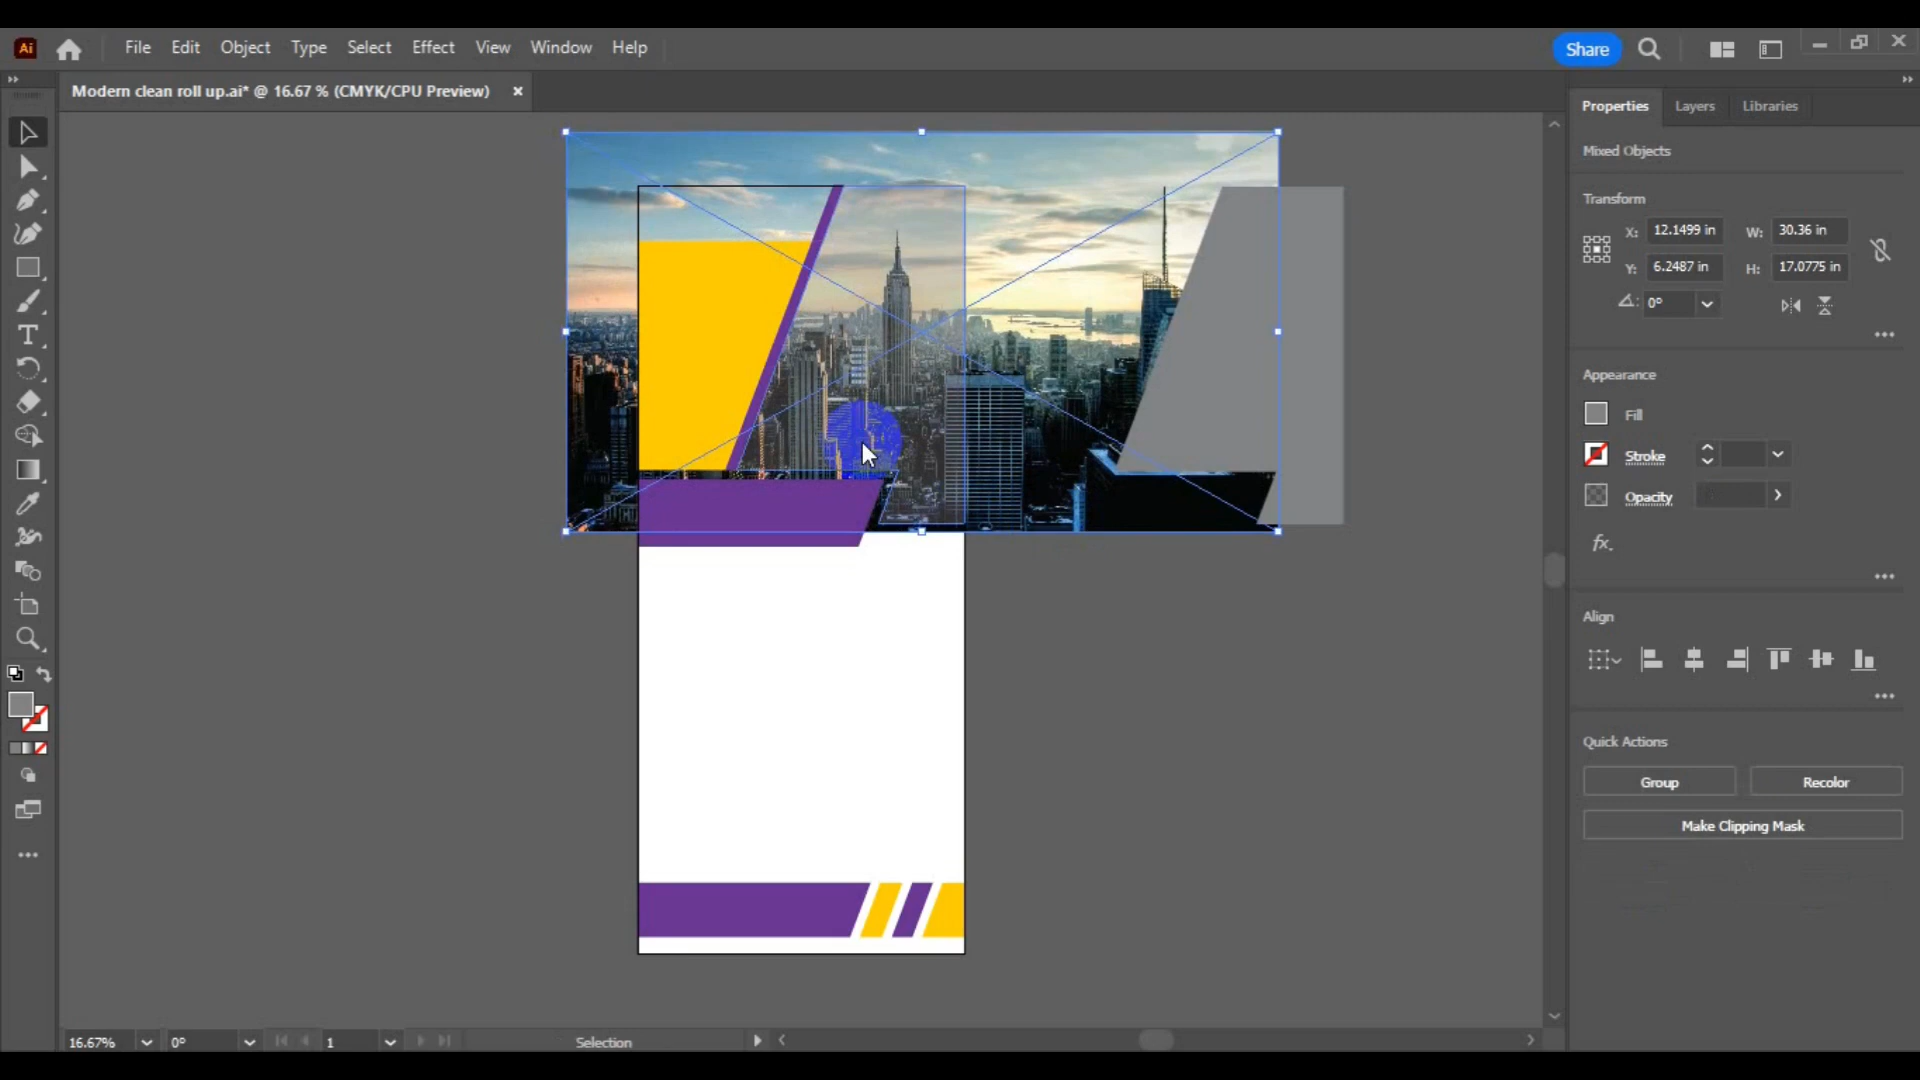 Ai File Edit Object Type Select Effect View Window Help Share
Modern clean roll up.ai* @ 16.67 % (CMYK/CPU Preview) ×
Properties Layers Libraries
Mixed Objects
Transform
X: 12.1499 in W: 30.36 in
Y: 6.2487 in H: 17.0775 in
0°
Appearance
Fill
Stroke
Opacity
fx.
Align
Quick Actions
Group Recolor
Make Clipping Mask
16.67% 0° 1 Selection